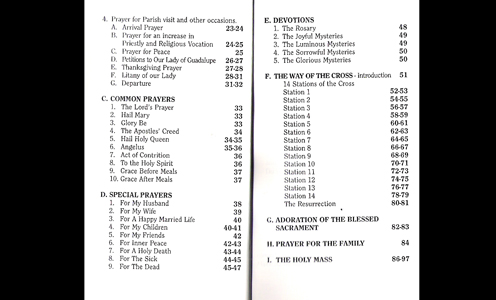 4. Prayer for Parish visit and other occasions.
A. Arrival Prayer 23-24
B. Prayer for an increase in
Priestly and Religious Vocation 24-25
C. Prayer for Peace 25
D. Petitions to Our Lady of Guadalupe 26-27
E. Thanksgiving Prayer 27-28
F. Litany of our Lady 28-31
G. Departure 31-32
C. COMMON PRAYERS
1. The Lord's Prayer 33
2. Hail Mary 33
3. Glory Be 33
4. The Apostles' Creed 34
5. Hail Holy Queen 34-35
6. Angelus 35-36
7. Act of Contrition 36
8. To the Holy Spirit 36
9. Grace Before Meals 37
10. Grace After Meals 37
D. SPECIAL PRAYERS
1. For My Husband 38
2. For My Wife 39
3. For A Happy Married Life 40
4. For My Children 40-41
5. For My Friends 42
6. For Inner Peace 42-43
7. For A Holy Death 43-44
8. For The Sick 44-45
9. For The Dead 45-47
E. DEVOTIONS
1. The Rosary 48
2. The Joyful Mysteries 49
3. The Luminous Mysteries 49
4. The Sorrowful Mysteries 50
5. The Glorious Mysteries 50
F. THE WAY OF THE CROSS - introduction 51
14 Stations of the Cross
Station 1 52-53
Station 2 54-55
Station 3 56-57
Station 4 58-59
Station 5 60-61
Station 6 62-63
Station 7 64-65
Station 8 66-67
Station 9 68-69
Station 10 70-71
Station 11 72-73
Station 12 74-75
Station 13 76-77
Station 14 78-79
The Resurrection 80-81
G. ADORATION OF THE BLESSED
SACRAMENT 82-83
H. PRAYER FOR THE FAMILY 84
I. THE HOLY MASS 86-97